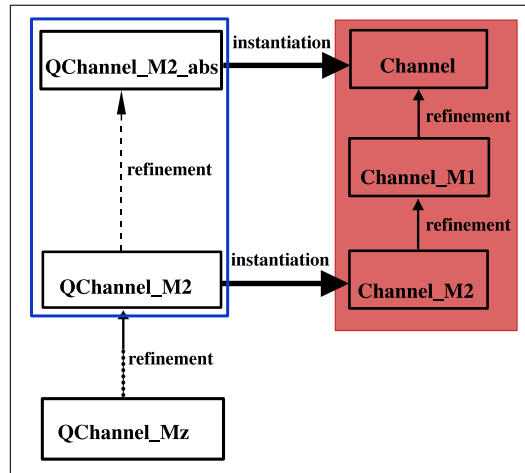 instantiation
QChannel_M2_abs
Channel
refinement
refinement
Channel_M1
refinement
instantiation
QChannel_M2
Channel_M2
refinement
QChannel_Mz